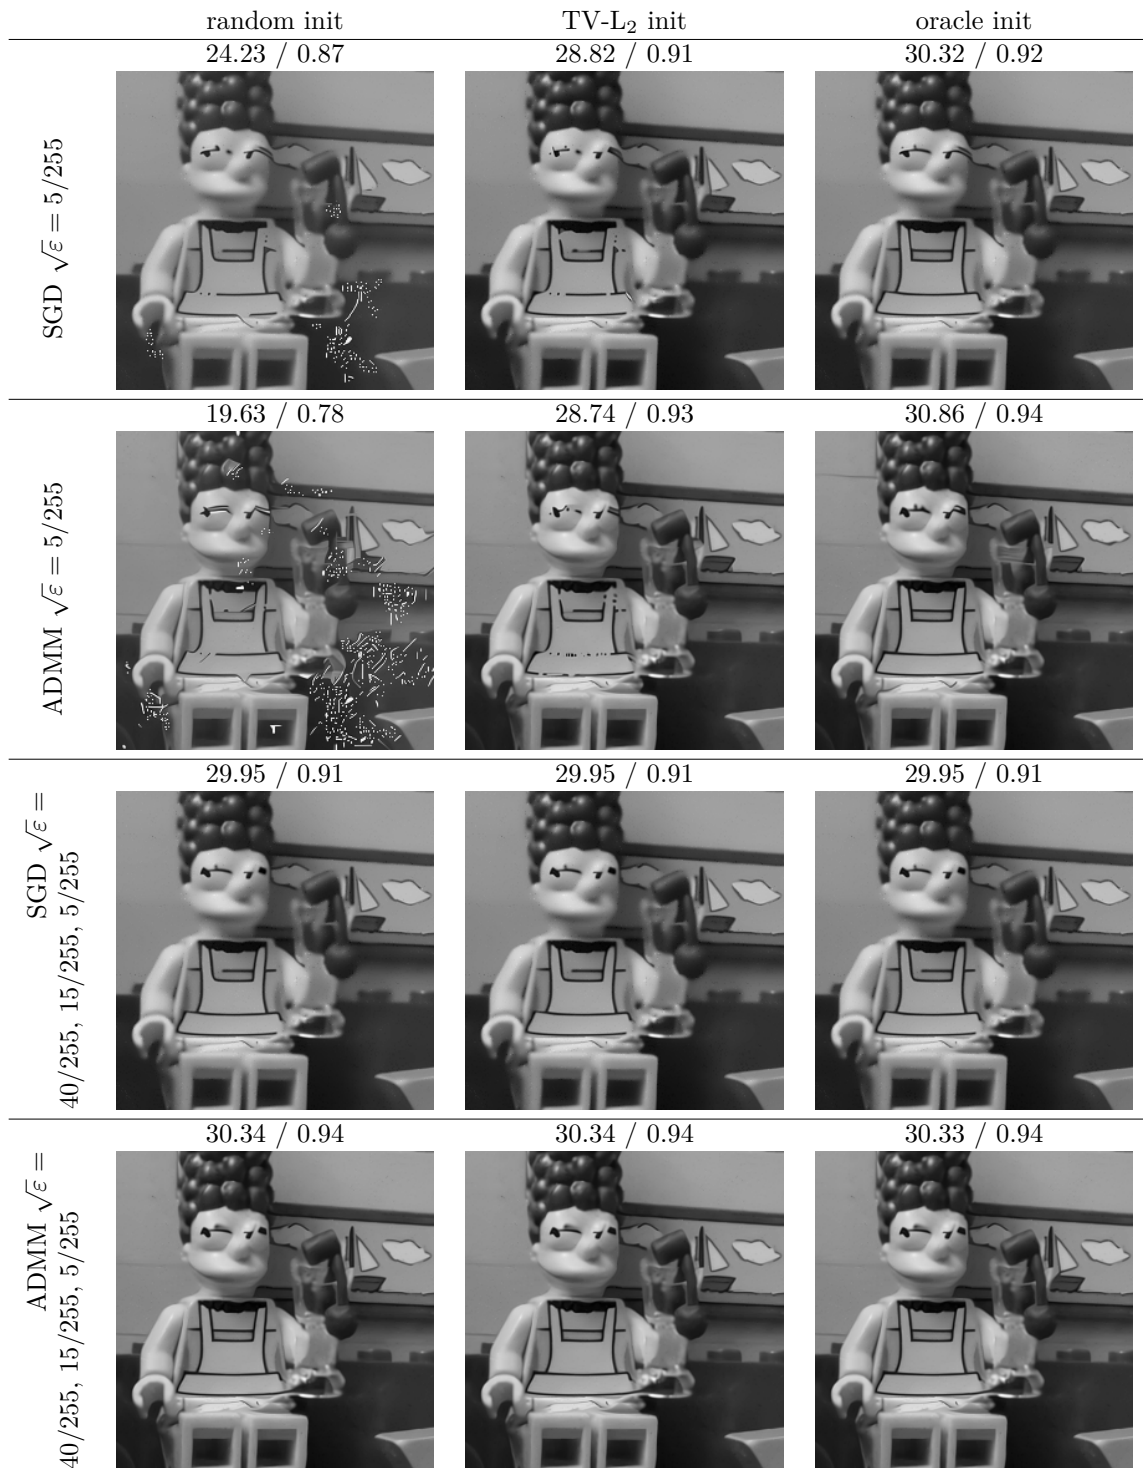 random init TV-L₂ init oracle init
24.23 / 0.87 28.82 / 0.91 30.32 / 0.92
SGD √ε = 5/255
19.63 / 0.78 28.74 / 0.93 30.86 / 0.94
ADMM √ε = 5/255
29.95 / 0.91 29.95 / 0.91 29.95 / 0.91
SGD √ε =
40/255, 15/255, 5/255
30.34 / 0.94 30.34 / 0.94 30.33 / 0.94
ADMM √ε =
40/255, 15/255, 5/255